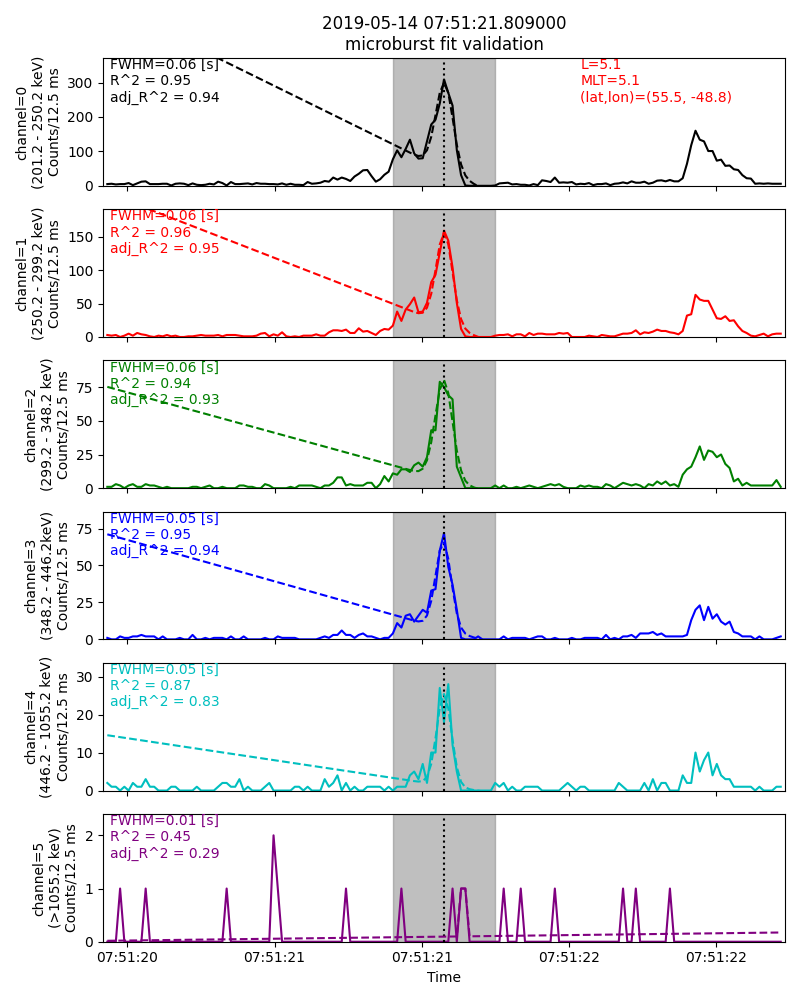 2019-05-14 07:51:21.809000
microburst fit validation
channel=0
(201.2 - 250.2 keV)
Counts/12.5 ms
300
200
100
0
FWHM=0.06 [s]
R^2 = 0.95
adj_R^2 = 0.94
L=5.1
MLT=5.1
(lat,lon)=(55.5, -48.8)
channel=1
(250.2 - 299.2 keV)
Counts/12.5 ms
150
100
50
0
FWHM=0.06 [s]
R^2 = 0.96
adj_R^2 = 0.95
channel=2
(299.2 - 348.2 keV)
Counts/12.5 ms
75
50
25
0
FWHM=0.06 [s]
R^2 = 0.94
adj_R^2 = 0.93
channel=3
(348.2 - 446.2keV)
Counts/12.5 ms
75
50
25
0
FWHM=0.05 [s]
R^2 = 0.95
adj_R^2 = 0.94
channel=4
(446.2 - 1055.2 keV)
Counts/12.5 ms
30
20
10
0
FWHM=0.05 [s]
R^2 = 0.87
adj_R^2 = 0.83
channel=5
(>1055.2 keV)
Counts/12.5 ms
2
1
0
FWHM=0.01 [s]
R^2 = 0.45
adj_R^2 = 0.29
07:51:20 07:51:21 07:51:21 07:51:22 07:51:22
Time